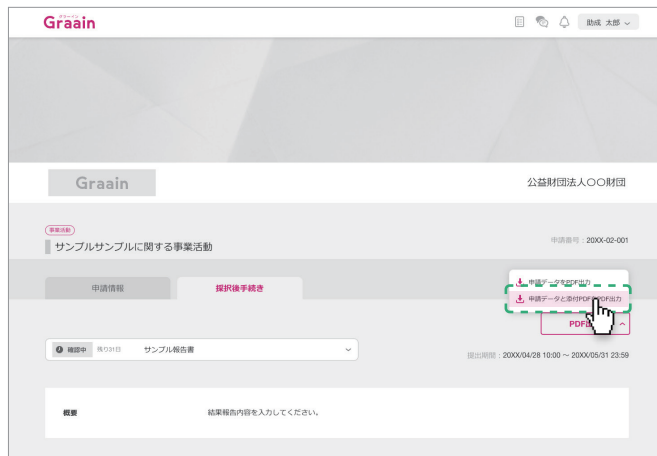 グラーイン
Graain
助成 太郎
Graain
公益財団法人〇〇財団
事業活動
サンプルサンプルに関する事業活動
申請番号：20XX-02-001
申請情報
採択後手続き
申請データをPDF出力
申請データと添付PDFをPDF出力
PDF
確認中 残り31日 サンプル報告書
提出期間：20XX/04/28 10:00 ～ 20XX/05/31 23:59
概要
結果報告内容を入力してください。